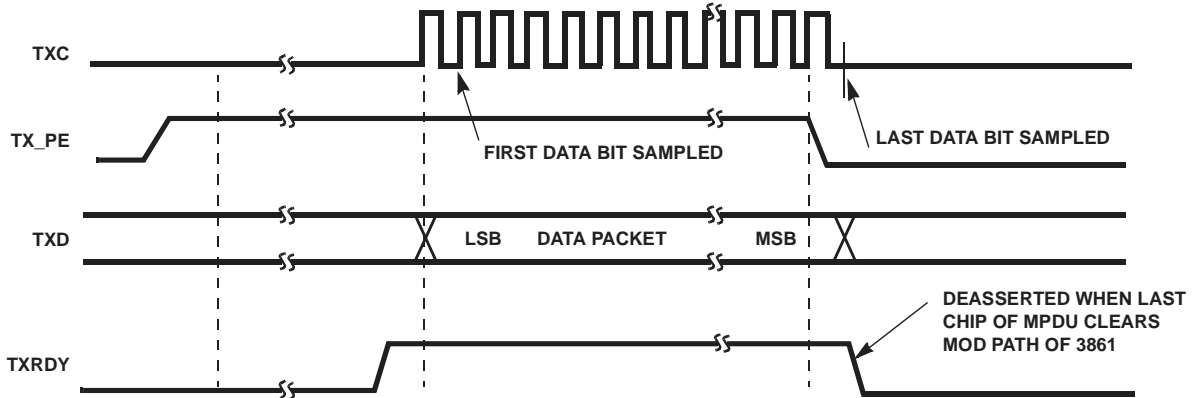 TXC
TX_PE
FIRST DATA BIT SAMPLED
LAST DATA BIT SAMPLED
TXD
LSB DATA PACKET MSB
DEASSERTED WHEN LAST
CHIP OF MPDU CLEARS
MOD PATH OF 3861
TXRDY